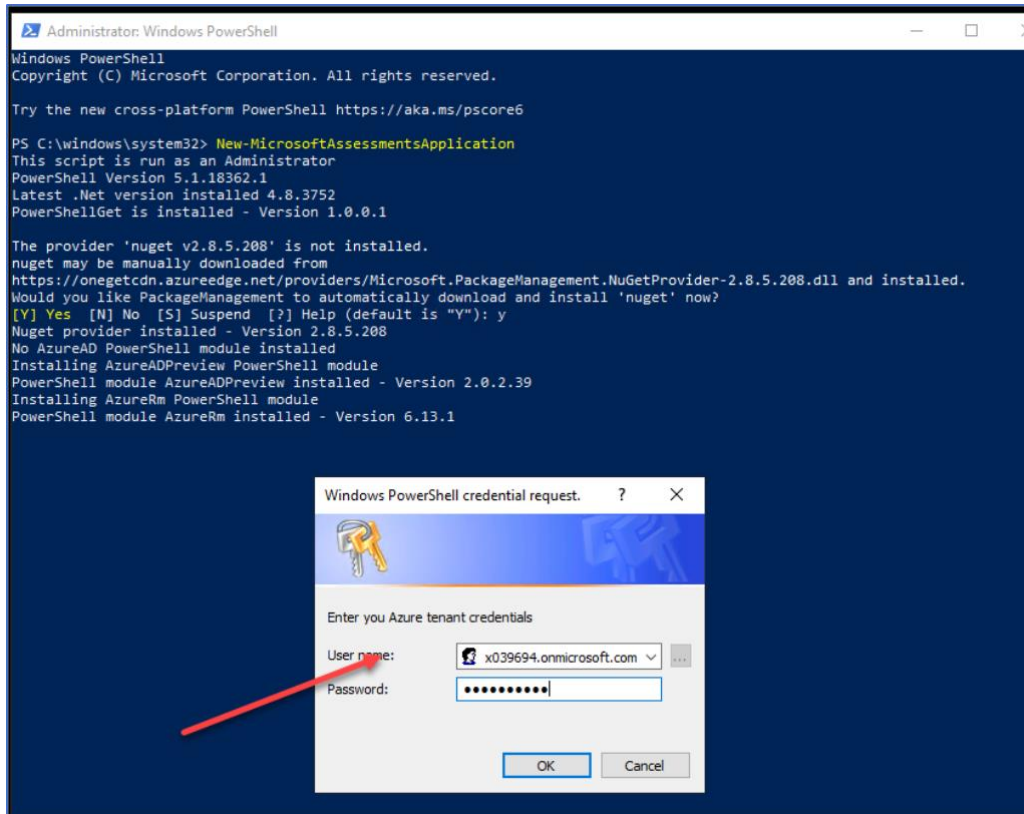 Administrator: Windows PowerShell
Windows PowerShell
Copyright (C) Microsoft Corporation. All rights reserved.
Try the new cross-platform PowerShell https://aka.ms/pscore6
PS C:\windows\system32> New-MicrosoftAssessmentsApplication
This script is run as an Administrator
PowerShell Version 5.1.18362.1
Latest .Net version installed 4.8.3752
PowerShellGet is installed - Version 1.0.0.1
The provider 'nuget v2.8.5.208' is not installed.
nuget may be manually downloaded from
https://onegetcdn.azureedge.net/providers/Microsoft.PackageManagement.NuGetProvider-2.8.5.208.dll and installed.
Would you like PackageManagement to automatically download and install 'nuget' now?
[Y] Yes  [N] No  [S] Suspend  [?] Help (default is "Y"): y
Nuget provider installed - Version 2.8.5.208
No AzureAD PowerShell module installed
Installing AzureADPreview PowerShell module
PowerShell module AzureADPreview installed - Version 2.0.2.39
Installing AzureRm PowerShell module
PowerShell module AzureRm installed - Version 6.13.1
Windows PowerShell credential request. ?
Enter you Azure tenant credentials
User name: x039694.onmicrosoft.com ...
Password: ●●●●●●●●●●
OK Cancel